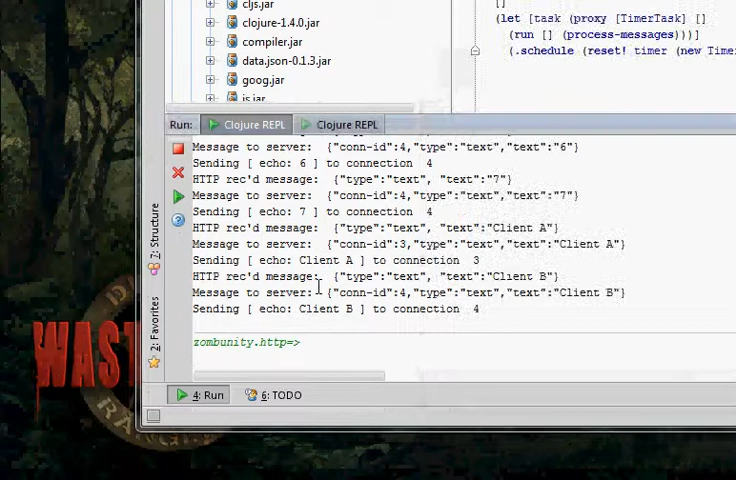 cljs.jar
clojure-1.4.0.jar
compiler.jar
data.json-0.1.3.jar
goog.jar
js.jar
[]
(let [task (proxy [TimerTask] []
(run [] (process-messages)))]
(.schedule (reset! timer (new Timer
Run: Clojure REPL Clojure REPL
Message to server: {"conn-id":4,"type":"text","text":"6"}
Sending [ echo: 6 ] to connection 4
HTTP rec'd message: {"type":"text", "text":"7"}
Message to server: {"conn-id":4,"type":"text","text":"7"}
Sending [ echo: 7 ] to connection 4
HTTP rec'd message: {"type":"text", "text":"Client A"}
Message to server: {"conn-id":3,"type":"text","text":"Client A"}
Sending [ echo: Client A ] to connection 3
HTTP rec'd message: {"type":"text", "text":"Client B"}
Message to server: {"conn-id":4,"type":"text","text":"Client B"}
Sending [ echo: Client B ] to connection 4
zombunity.http=>
7: Structure
2: Favorites
4: Run 6: TODO
WAS